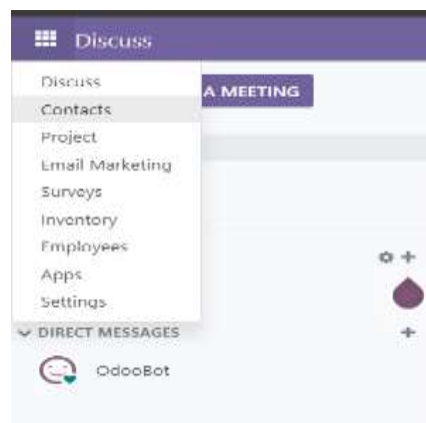 Discuss
Discuss
A MEETING
Contacts
Project
Email Marketing
Surveys
Inventory
Employees
Apps
Settings
DIRECT MESSAGES
OdooBot